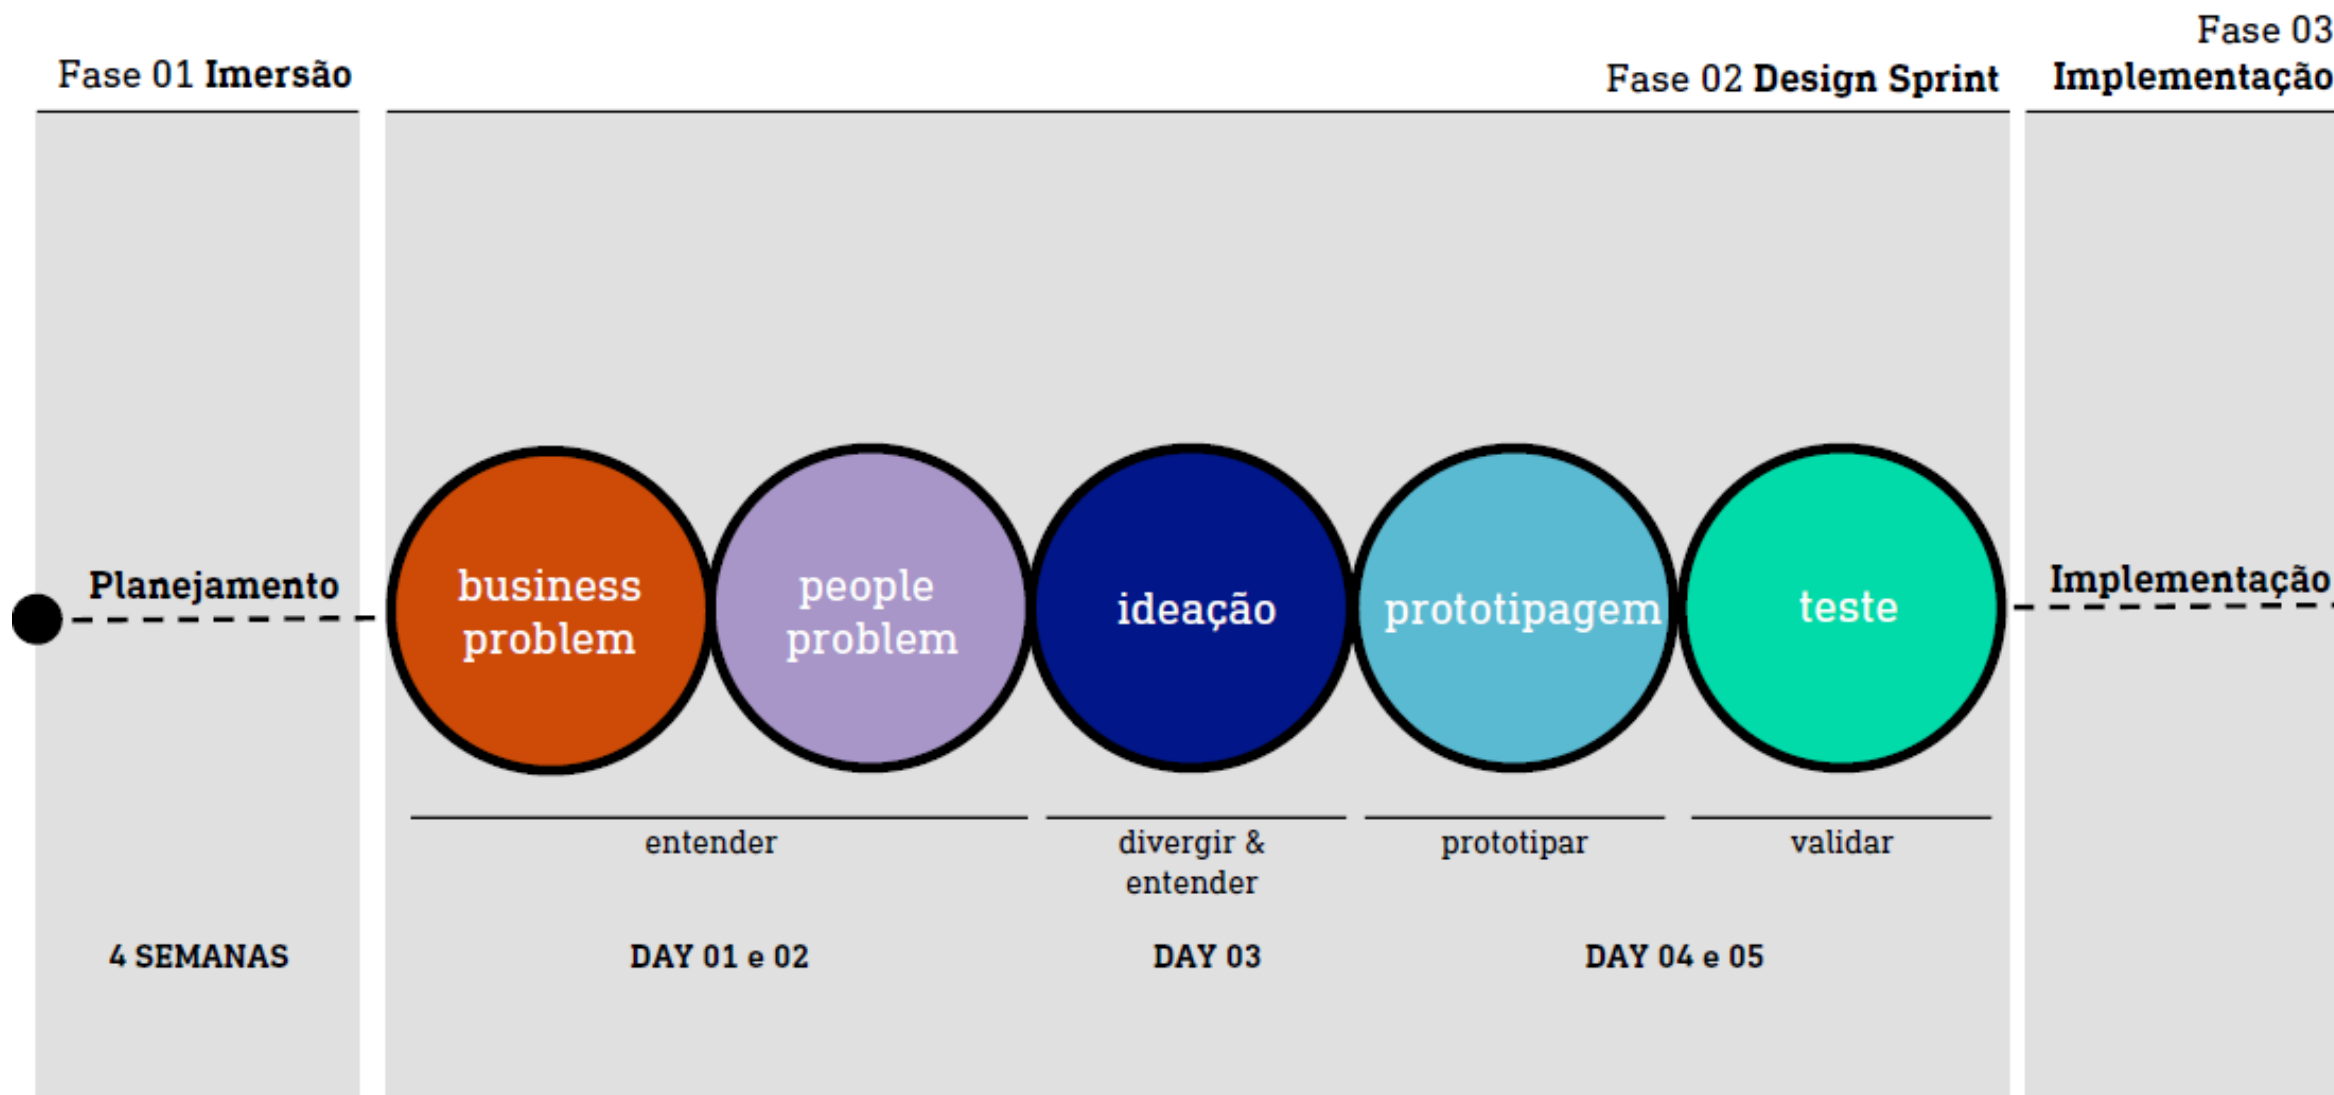 Fase 01 Imersão
Fase 02 Design Sprint
Fase 03
Implementação
Planejamento
business
problem
people
problem
ideação
prototipagem
teste
Implementação
entender
divergir &
entender
prototipar
validar
4 SEMANAS
DAY 01 e 02
DAY 03
DAY 04 e 05